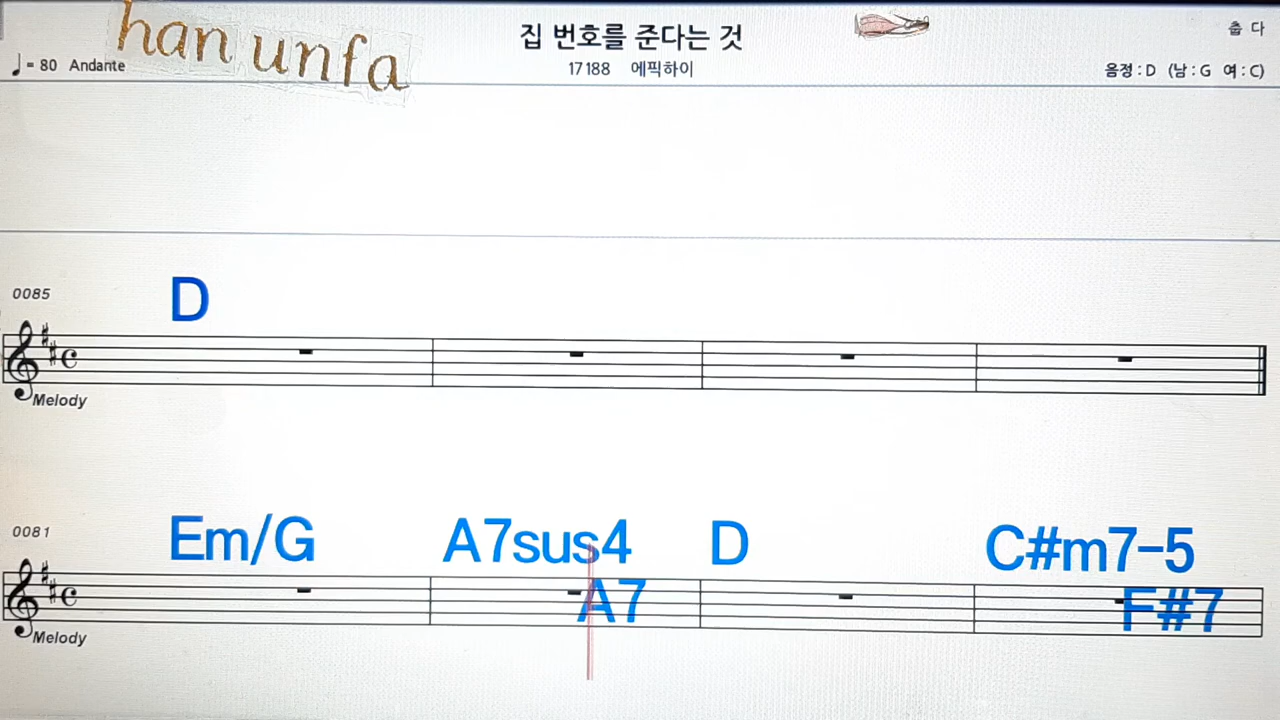 han unfa
집 번호를 준다는 것
춥 다
♩= 80 Andante
17188 에픽하이
음정 : D (남 : G 여 : C)
0085
D
Melody
0081
Em/G A7sus4 D C#m7-5
A7 F#7
Melody